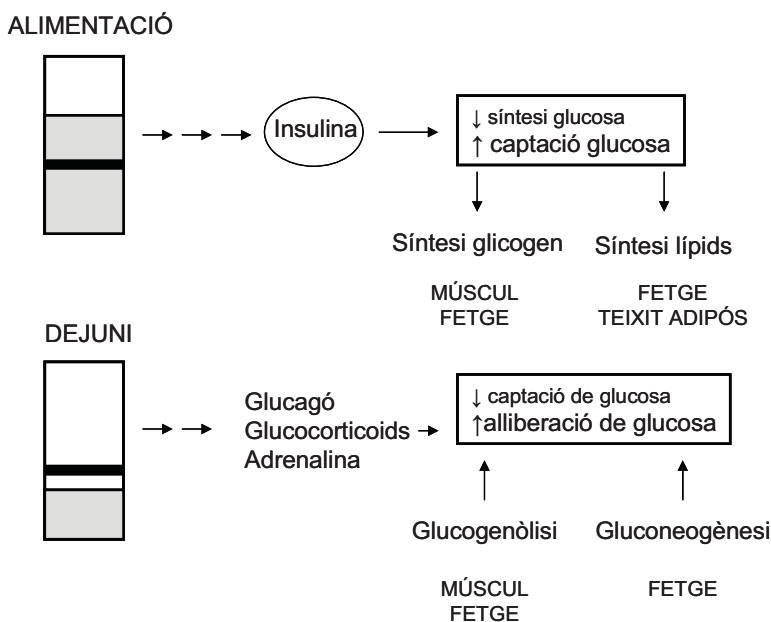 ALIMENTACIÓ
Insulina
↓ síntesi glucosa
↑ captació glucosa
Síntesi glicogen
MÚSCUL
FETGE
Síntesi lípids
FETGE
TEIXIT ADIPÓS
DEJUNI
Glucagó
Glucocorticoids
Adrenalina
↓ captació de glucosa
↑alliberació de glucosa
Glucogenòlisi
MÚSCUL
FETGE
Gluconeogènesi
FETGE